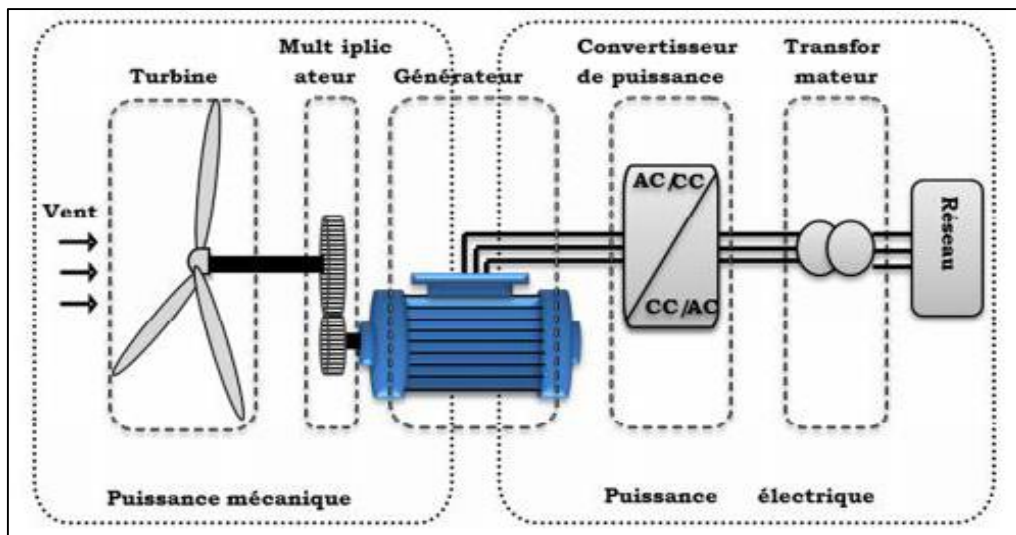 Turbine
Mult iplic
ateur
Générateur
Convertisseur
de puissance
Transfor
mateur
Vent
AC/CC
CC/AC
Réseau
Puissance mécanique
Puissance électrique